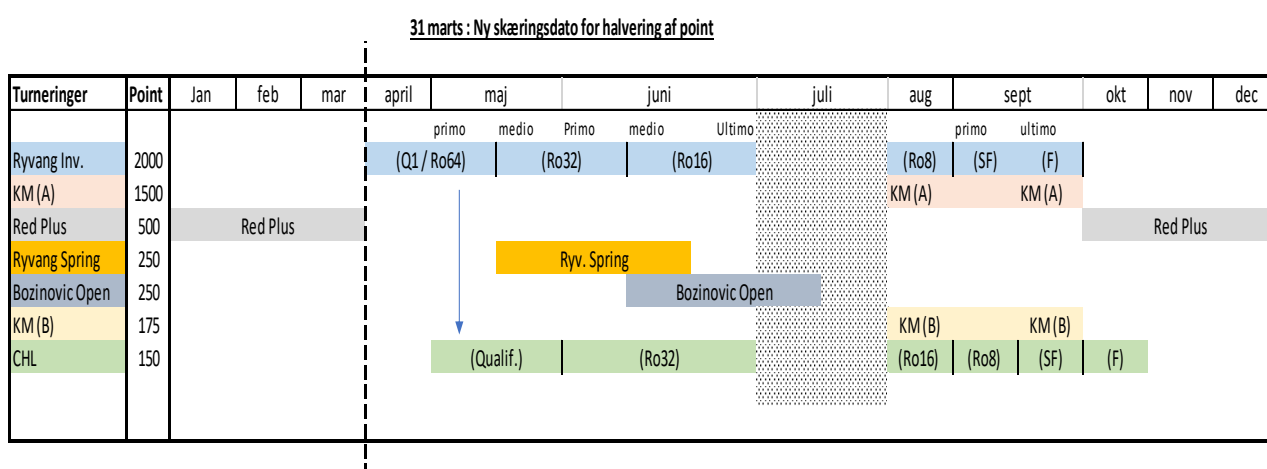 31 marts : Ny skæringsdato for halvering af point
Turneringer Point Jan feb mar april maj juni juli aug sept okt nov dec
primo medio Primo medio Ultimo primo ultimo
Ryvang Inv. 2000 (Q1 / Ro64) (Ro32) (Ro16) (Ro8) (SF) (F)
KM (A) 1500 KM (A) KM (A)
Red Plus 500 Red Plus Red Plus
Ryvang Spring 250 Ryv. Spring
Bozinovic Open 250 Bozinovic Open
KM (B) 175 KM (B) KM (B)
CHL 150 (Qualif.) (Ro32) (Ro16) (Ro8) (SF) (F)